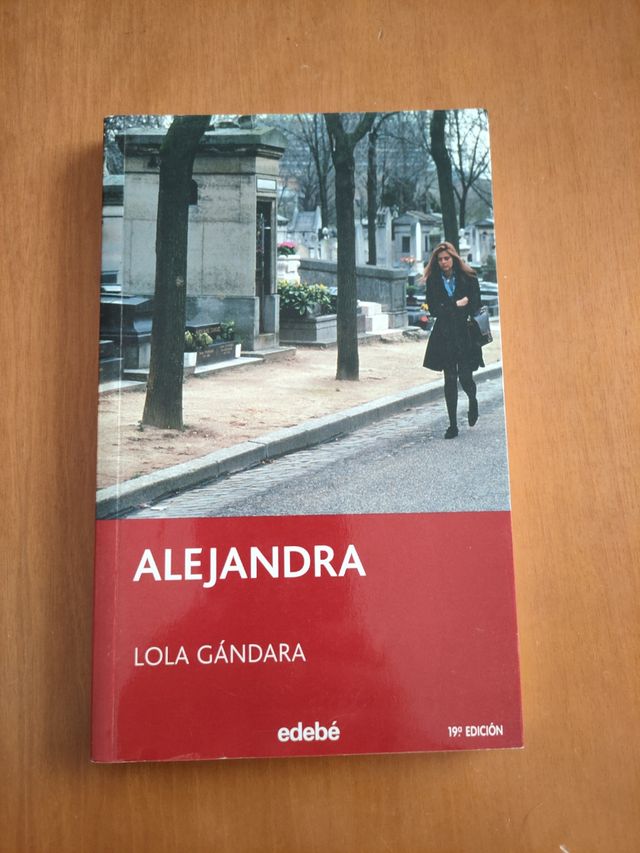 ALEJANDRA
LOLA GÁNDARA
edebé
19ª EDICIÓN